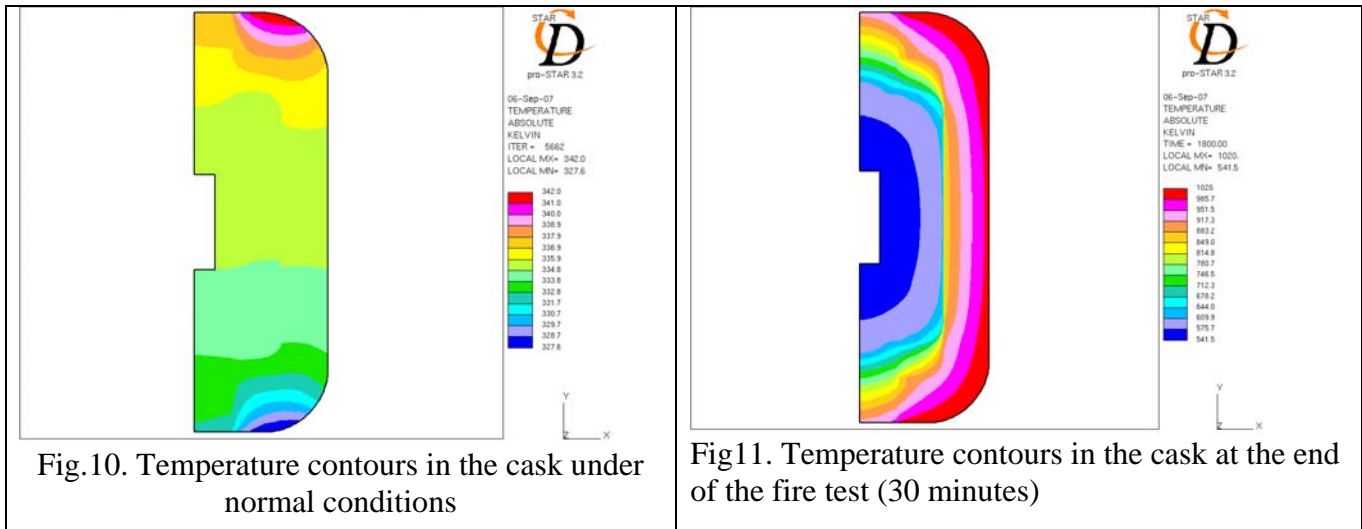 STAR
CD
pro-STAR 3.2
06-Sep-07
TEMPERATURE
ABSOLUTE
KELVIN
ITER = 5662
LOCAL MX= 342.0
LOCAL MN= 327.6
342.0
341.0
340.0
338.9
337.9
336.9
335.9
334.8
333.8
332.8
331.7
330.7
329.7
328.7
327.6
Y
Z X
Fig.10. Temperature contours in the cask under
normal conditions
STAR
CD
pro-STAR 3.2
06-Sep-07
TEMPERATURE
ABSOLUTE
KELVIN
TIME = 1800.00
LOCAL MX= 1020.
LOCAL MN= 541.5
1020.
985.7
951.5
917.3
883.2
849.0
814.8
780.7
746.5
712.3
678.2
644.0
609.9
575.7
541.5
Y
Z X
Fig11. Temperature contours in the cask at the end
of the fire test (30 minutes)